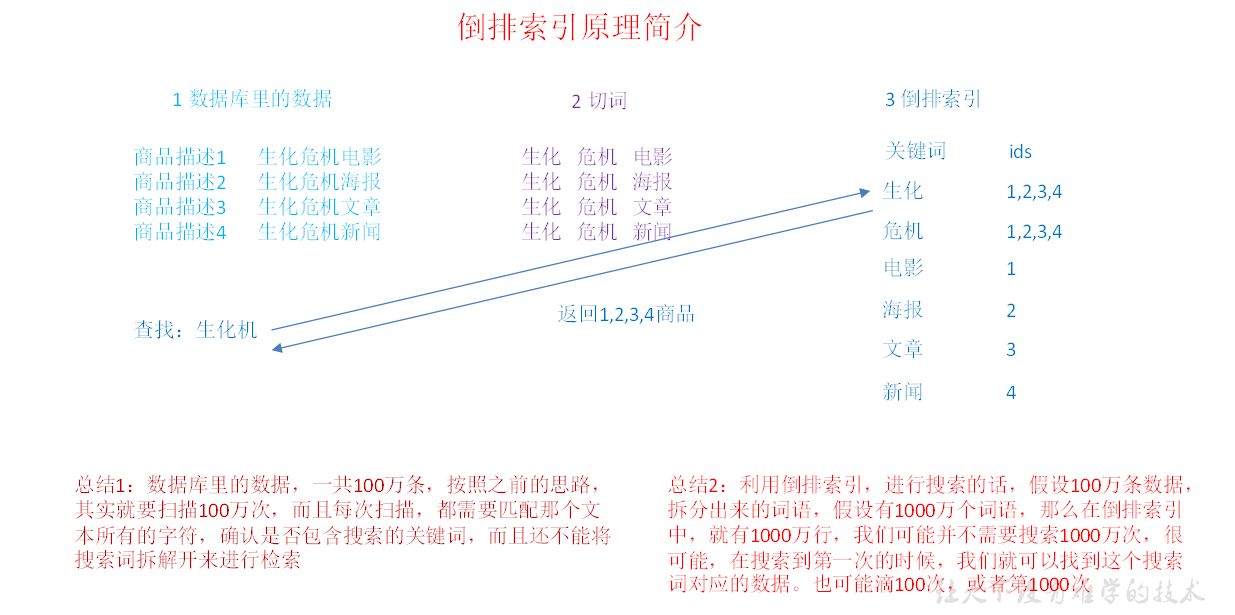 倒排索引原理简介
1 数据库里的数据
2 切词
3 倒排索引
商品描述1 生化危机电影
商品描述2 生化危机海报
商品描述3 生化危机文章
商品描述4 生化危机新闻
生化 危机 电影
生化 危机 海报
生化 危机 文章
生化 危机 新闻
关键词 ids
生化 1,2,3,4
危机 1,2,3,4
电影 1
海报 2
文章 3
新闻 4
查找：生化机
返回1,2,3,4商品
总结1：数据库里的数据，一共100万条，按照之前的思路，
其实就要扫描100万次，而且每次扫描，都需要匹配那个文
本所有的字符，确认是否包含搜索的关键词，而且还不能将
搜索词拆解开来进行检索
总结2：利用倒排索引，进行搜索的话，假设100万条数据，
拆分出来的词语，假设有1000万个词语，那么在倒排索引
中，就有1000万行，我们可能并不需要搜索1000万次，很
可能，在搜索到第一次的时候，我们就可以找到这个搜索
词对应的数据。也可能滴100次，或者第1000次
让天下没有难学的技术